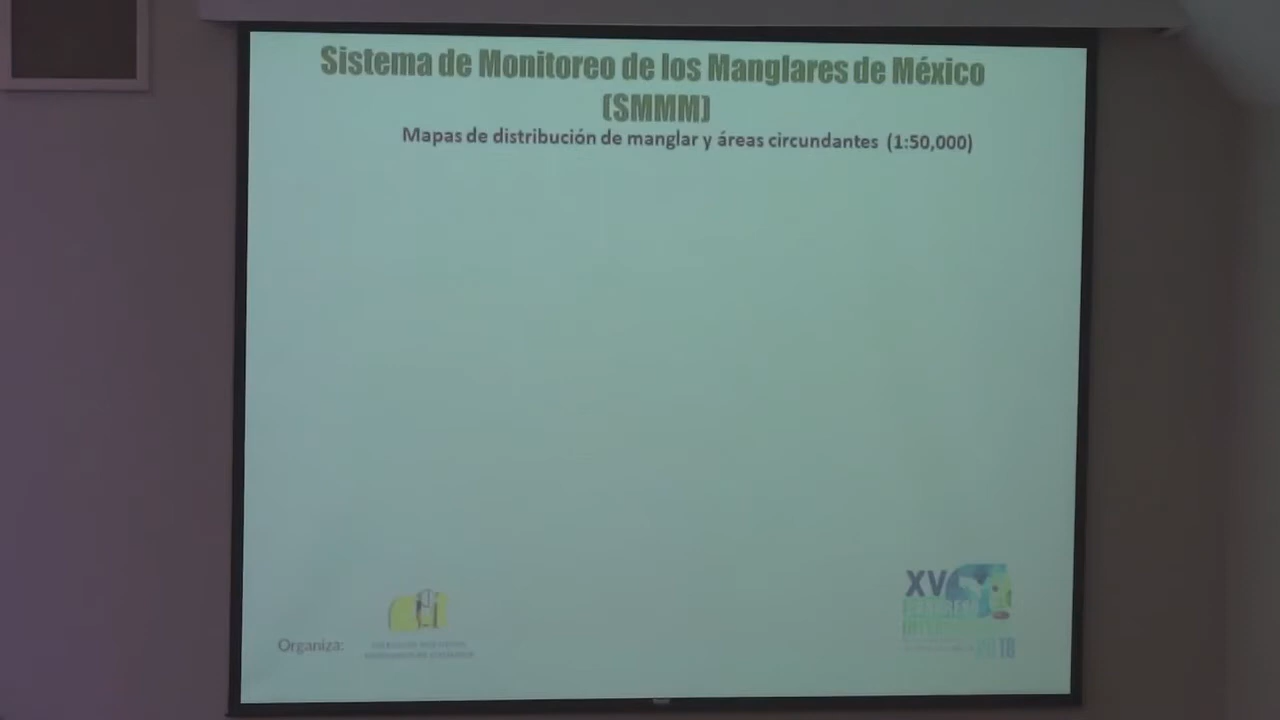 Sistema de Monitoreo de los Manglares de México
(SMMM)
Mapas de distribución de manglar y áreas circundantes (1:50,000)
Organiza:
XV
2018